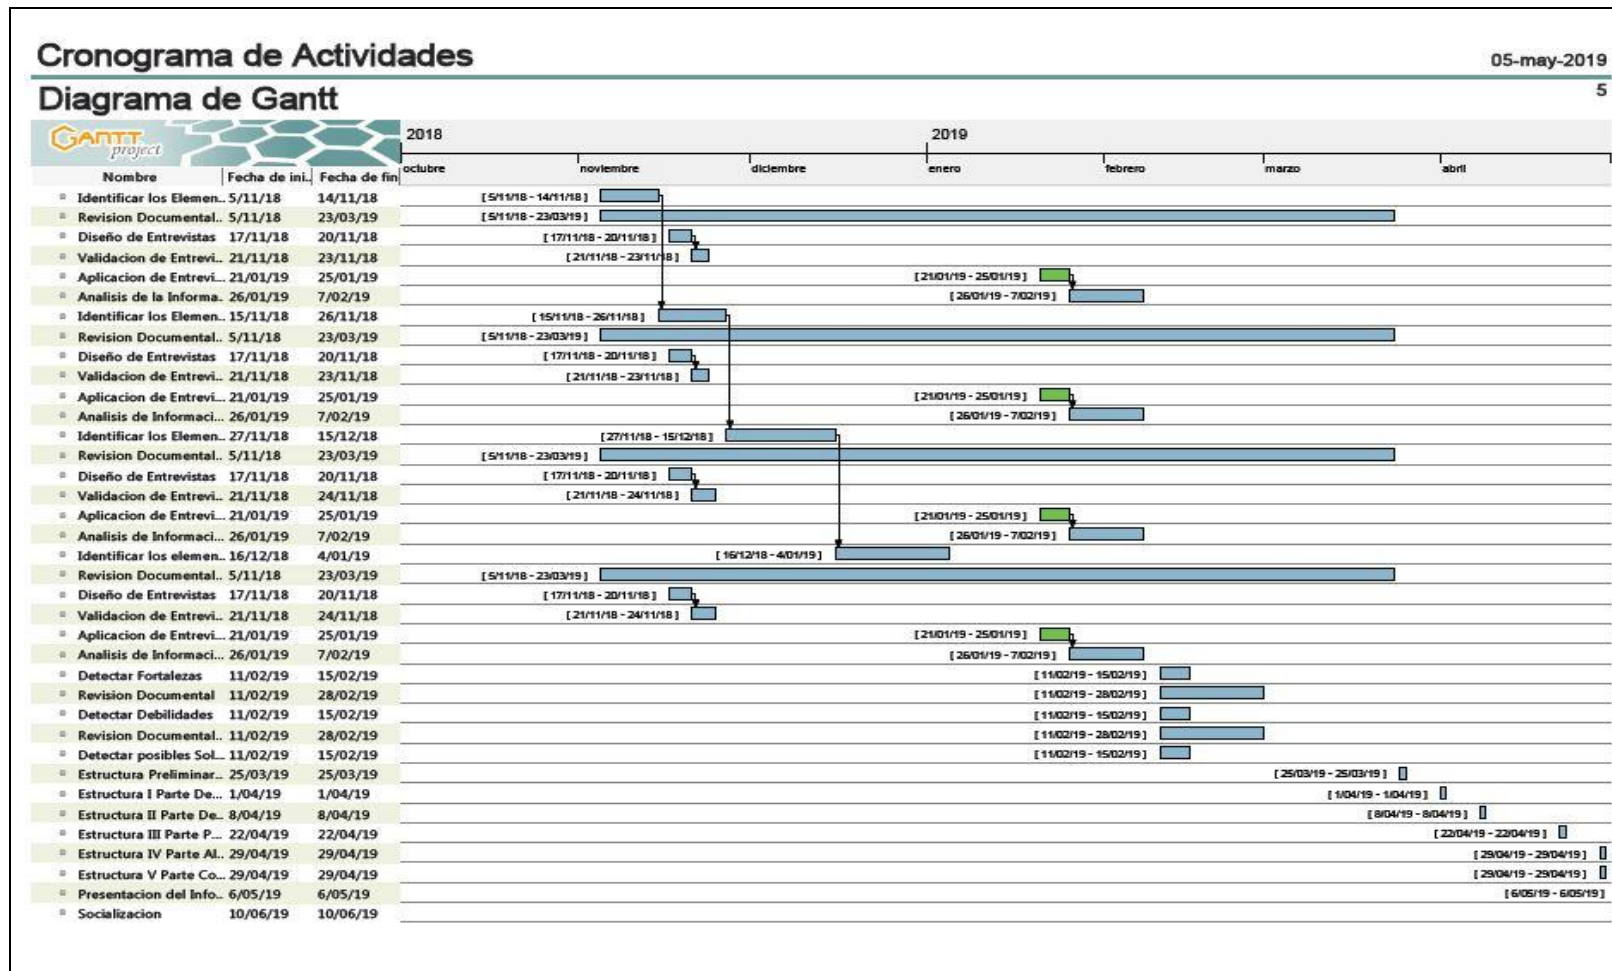 Cronograma de Actividades
05-may-2019
Diagrama de Gantt
5
GANTT project
2018 2019
Nombre Fecha de ini.. Fecha de fin octubre noviembre diciembre enero febrero marzo abril
Identificar los Elemen.. 5/11/18 14/11/18 [ 5/11/18 - 14/11/18 ]
Revision Documental.. 5/11/18 23/03/19 [ 5/11/18 - 23/03/19 ]
Diseño de Entrevistas 17/11/18 20/11/18 [ 17/11/18 - 20/11/18 ]
Validacion de Entrevi.. 21/11/18 23/11/18 [ 21/11/18 - 23/11/18 ]
Aplicacion de Entrevi... 21/01/19 25/01/19 [ 21/01/19 - 25/01/19 ]
Analisis de la Informa.. 26/01/19 7/02/19 [ 26/01/19 - 7/02/19 ]
Identificar los Elemen.. 15/11/18 26/11/18 [ 15/11/18 - 26/11/18 ]
Revision Documental.. 5/11/18 23/03/19 [ 5/11/18 - 23/03/19 ]
Diseño de Entrevistas 17/11/18 20/11/18 [ 17/11/18 - 20/11/18 ]
Validacion de Entrevi.. 21/11/18 23/11/18 [ 21/11/18 - 23/11/18 ]
Aplicacion de Entrevi... 21/01/19 25/01/19 [ 21/01/19 - 25/01/19 ]
Analisis de Informaci... 26/01/19 7/02/19 [ 26/01/19 - 7/02/19 ]
Identificar los Elemen.. 27/11/18 15/12/18 [ 27/11/18 - 15/12/18 ]
Revision Documental.. 5/11/18 23/03/19 [ 5/11/18 - 23/03/19 ]
Diseño de Entrevistas 17/11/18 20/11/18 [ 17/11/18 - 20/11/18 ]
Validacion de Entrevi.. 21/11/18 24/11/18 [ 21/11/18 - 24/11/18 ]
Aplicacion de Entrevi... 21/01/19 25/01/19 [ 21/01/19 - 25/01/19 ]
Analisis de Informaci... 26/01/19 7/02/19 [ 26/01/19 - 7/02/19 ]
Identificar los elemen.. 16/12/18 4/01/19 [ 16/12/18 - 4/01/19 ]
Revision Documental.. 5/11/18 23/03/19 [ 5/11/18 - 23/03/19 ]
Diseño de Entrevistas 17/11/18 20/11/18 [ 17/11/18 - 20/11/18 ]
Validacion de Entrevi.. 21/11/18 24/11/18 [ 21/11/18 - 24/11/18 ]
Aplicacion de Entrevi... 21/01/19 25/01/19 [ 21/01/19 - 25/01/19 ]
Analisis de Informaci... 26/01/19 7/02/19 [ 26/01/19 - 7/02/19 ]
Detectar Fortalezas 11/02/19 15/02/19 [ 11/02/19 - 15/02/19 ]
Revision Documental 11/02/19 28/02/19 [ 11/02/19 - 28/02/19 ]
Detectar Debilidades 11/02/19 15/02/19 [ 11/02/19 - 15/02/19 ]
Revision Documental.. 11/02/19 28/02/19 [ 11/02/19 - 28/02/19 ]
Detectar posibles Sol... 11/02/19 15/02/19 [ 11/02/19 - 15/02/19 ]
Estructura Preliminar.. 25/03/19 25/03/19 [ 25/03/19 - 25/03/19 ]
Estructura I Parte De... 1/04/19 1/04/19 [ 1/04/19 - 1/04/19 ]
Estructura II Parte De.. 8/04/19 8/04/19 [ 8/04/19 - 8/04/19 ]
Estructura III Parte P... 22/04/19 22/04/19 [ 22/04/19 - 22/04/19 ]
Estructura IV Parte Al.. 29/04/19 29/04/19 [ 29/04/19 - 29/04/19 ]
Estructura V Parte Co... 29/04/19 29/04/19 [ 29/04/19 - 29/04/19 ]
Presentacion del Info.. 6/05/19 6/05/19 [ 6/05/19 - 6/05/19 ]
Socializacion 10/06/19 10/06/19